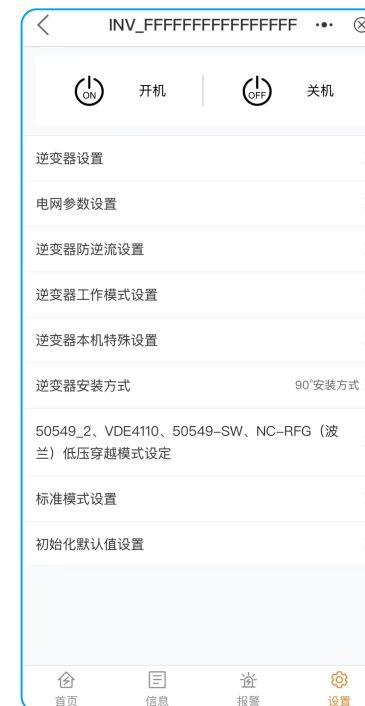 INV_FFFFFFFFFFFFFFFF
ON 开机 OFF 关机
逆变器设置
电网参数设置
逆变器防逆流设置
逆变器工作模式设置
逆变器本机特殊设置
逆变器安装方式 90°安装方式
50549_2、VDE4110、50549-SW、NC-RFG（波
兰）低压穿越模式设定
标准模式设置
初始化默认值设置
首页 信息 报警 设置